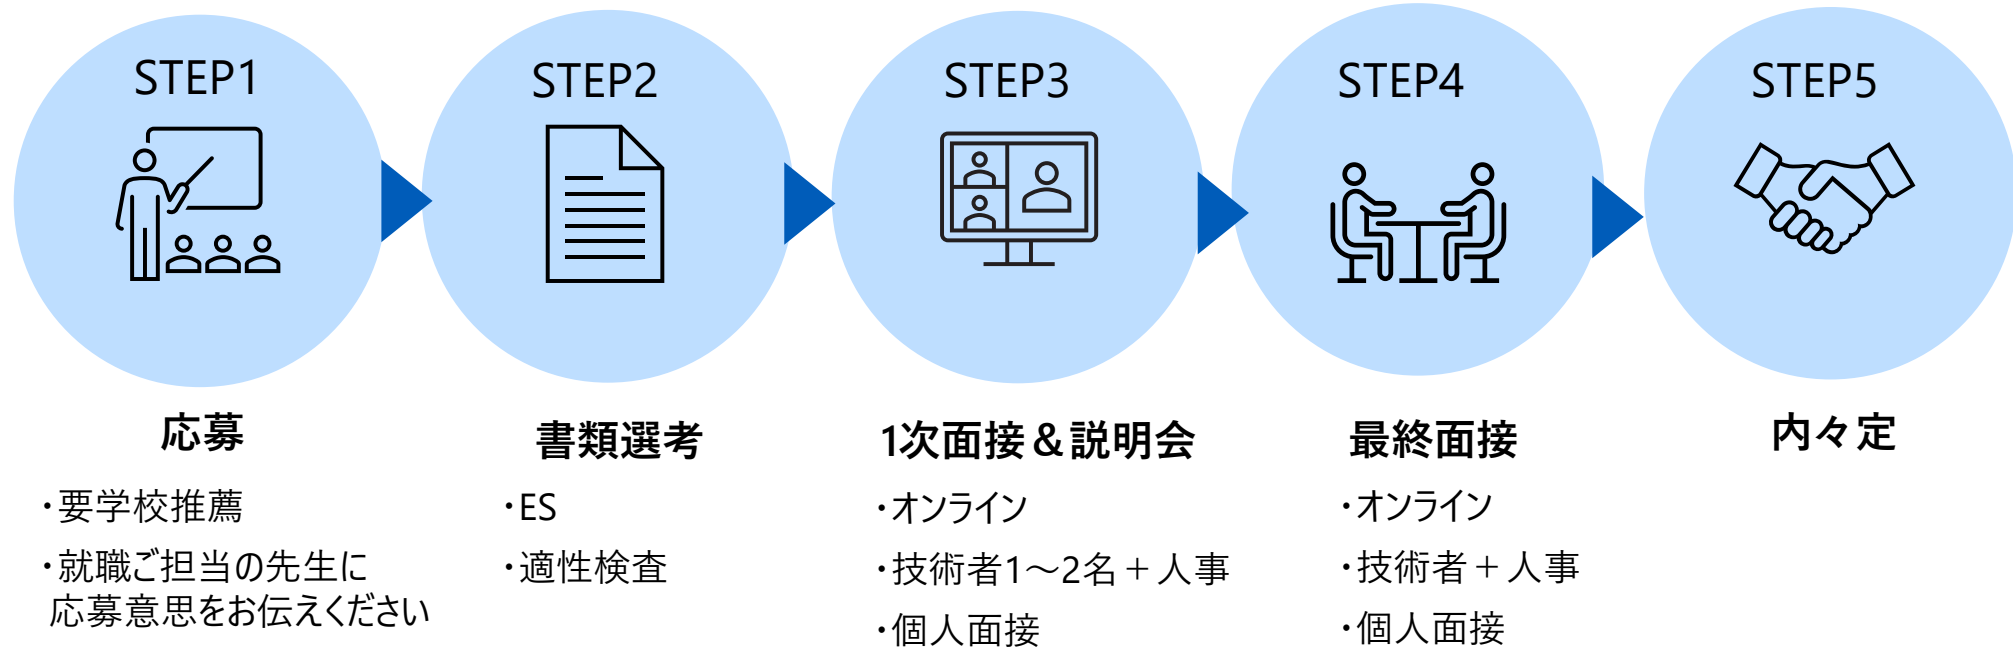 STEP1
応募
・要学校推薦
・就職ご担当の先生に
応募意思をお伝えください
STEP2
書類選考
・ES
・適性検査
STEP3
1次面接＆説明会
・オンライン
・技術者1～2名＋人事
・個人面接
STEP4
最終面接
・オンライン
・技術者＋人事
・個人面接
STEP5
内々定